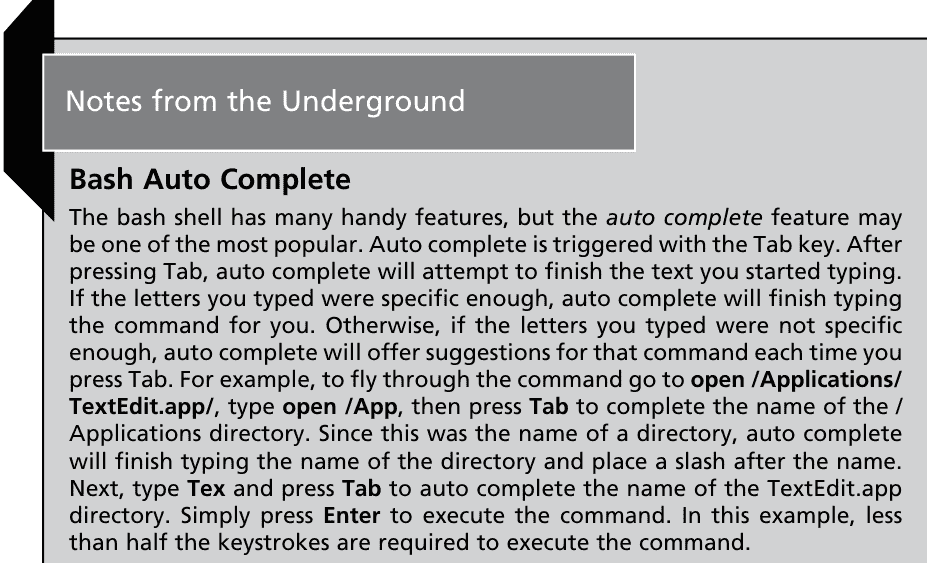 Notes from the Underground
Bash Auto Complete
The bash shell has many handy features, but the auto complete feature may
be one of the most popular. Auto complete is triggered with the Tab key. After
pressing Tab, auto complete will attempt to finish the text you started typing.
If the letters you typed were specific enough, auto complete will finish typing
the command for you. Otherwise, if the letters you typed were not specific
enough, auto complete will offer suggestions for that command each time you
press Tab. For example, to fly through the command go to open /Applications/
TextEdit.app/, type open /App, then press Tab to complete the name of the /
Applications directory. Since this was the name of a directory, auto complete
will finish typing the name of the directory and place a slash after the name.
Next, type Tex and press Tab to auto complete the name of the TextEdit.app
directory. Simply press Enter to execute the command. In this example, less
than half the keystrokes are required to execute the command.